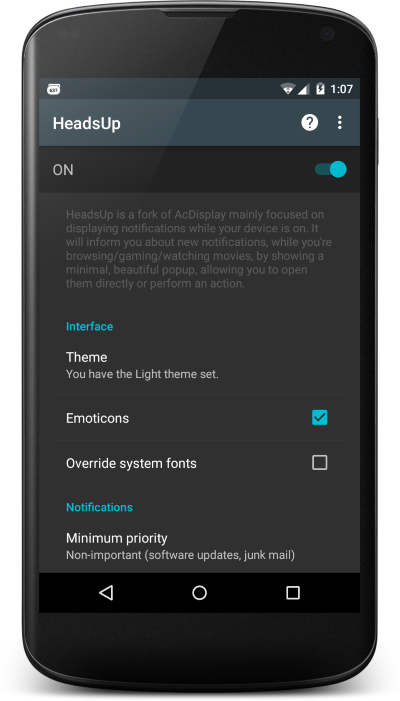 637
1:07
HeadsUp
ON
HeadsUp is a fork of AcDisplay mainly focused on
displaying notifications while your device is on. It
will inform you about new notifications, while you're
browsing/gaming/watching movies, by showing a
minimal, beautiful popup, allowing you to open
them directly or perform an action.
Interface
Theme
You have the Light theme set.
Emoticons
Override system fonts
Notifications
Minimum priority
Non-important (software updates, junk mail)